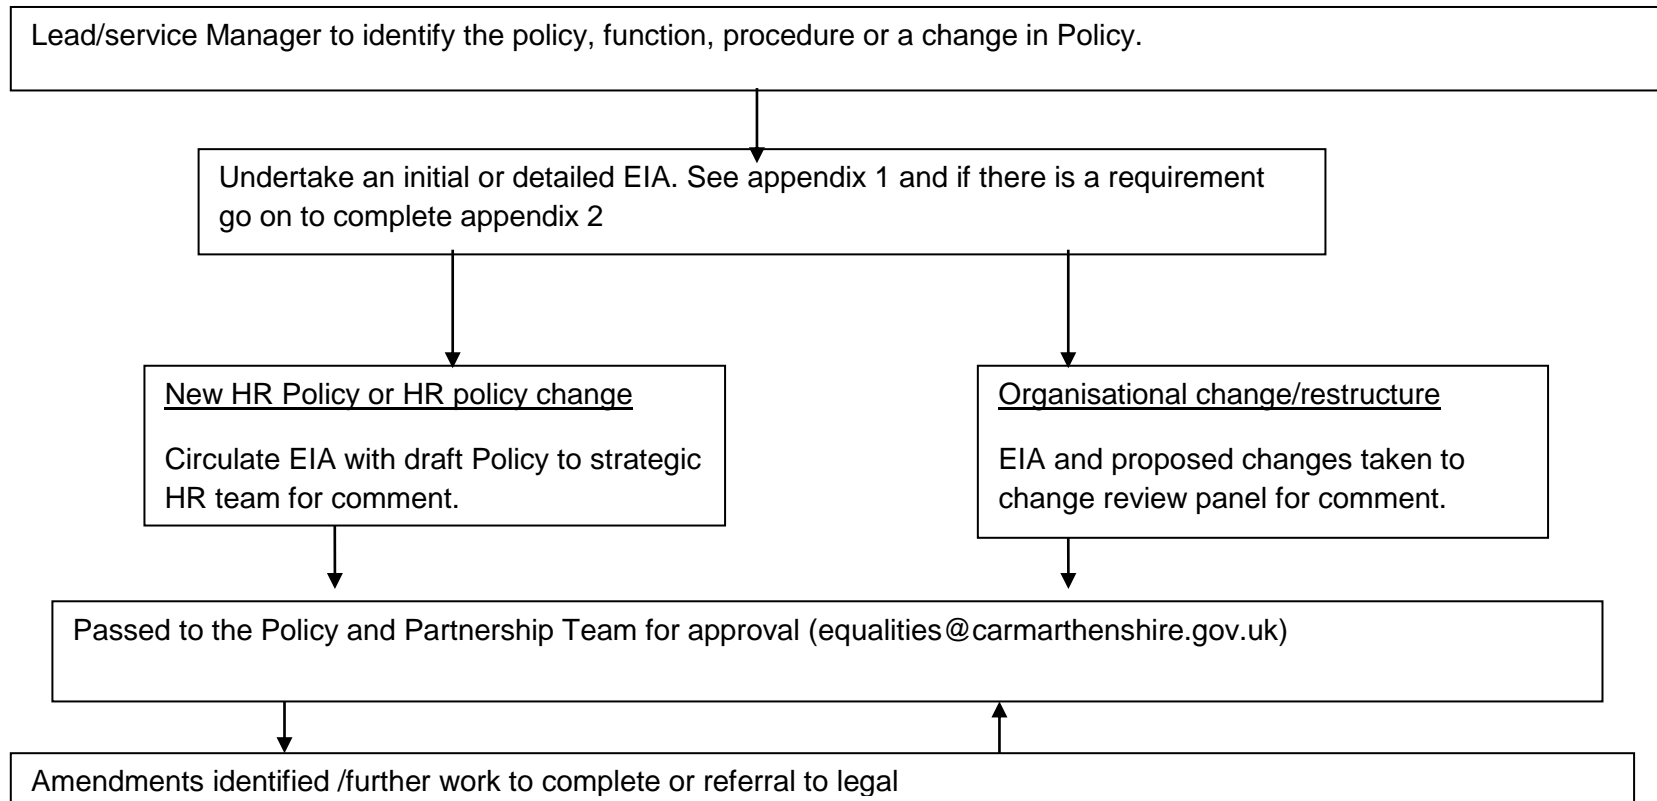 Lead/service Manager to identify the policy, function, procedure or a change in Policy.
Undertake an initial or detailed EIA. See appendix 1 and if there is a requirement
go on to complete appendix 2
New HR Policy or HR policy change
Circulate EIA with draft Policy to strategic
HR team for comment.
Organisational change/restructure
EIA and proposed changes taken to
change review panel for comment.
Passed to the Policy and Partnership Team for approval (equalities@carmarthenshire.gov.uk)
Amendments identified /further work to complete or referral to legal